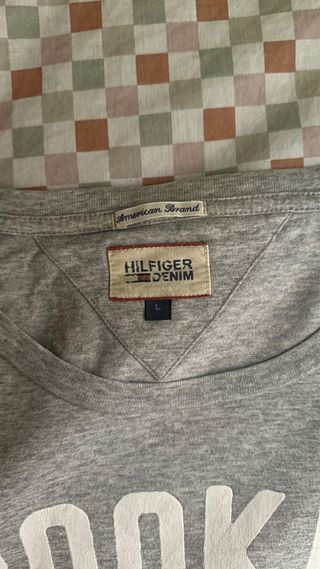 American Brand
HILFIGER
DENIM
L
OOK